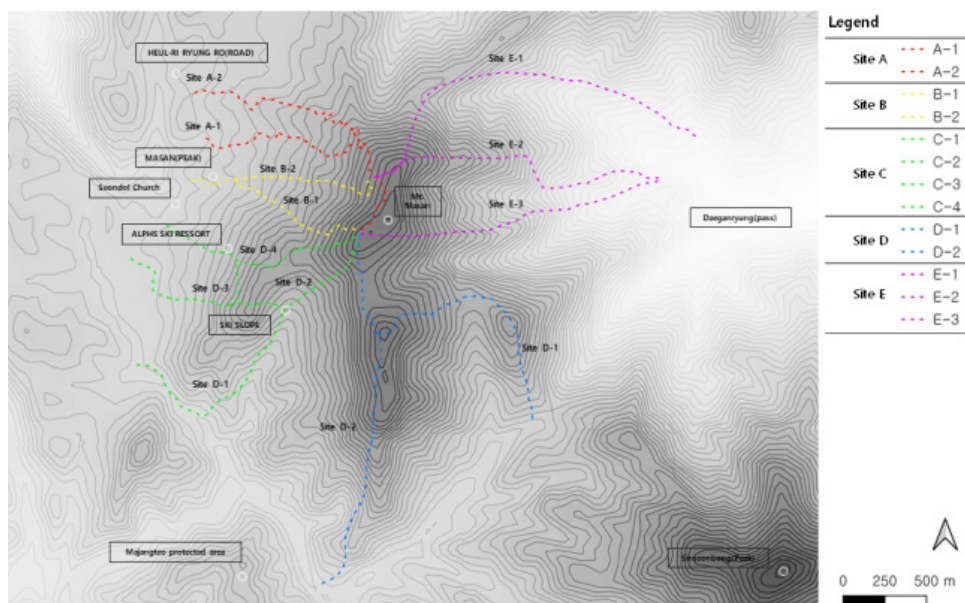 HEUL-RI RYUNG RO(ROAD)
Site A-2
Site E-1
Site A-1
Site E-2
MASAN(PEAK)
Site B-2
Soondol Church
Site B-1
Mt.
Masan
Site E-3
Daeganryung(pass)
ALPHS SKI RESSORT
Site D-4
Site D-3
Site D-2
SKI SLOPE
Site D-1
Site D-1
Site D-2
Majangteo protected area
Legend
Site A
A-1
A-2
Site B
B-1
B-2
Site C
C-1
C-2
C-3
C-4
Site D
D-1
D-2
Site E
E-1
E-2
E-3
0 250 500 m